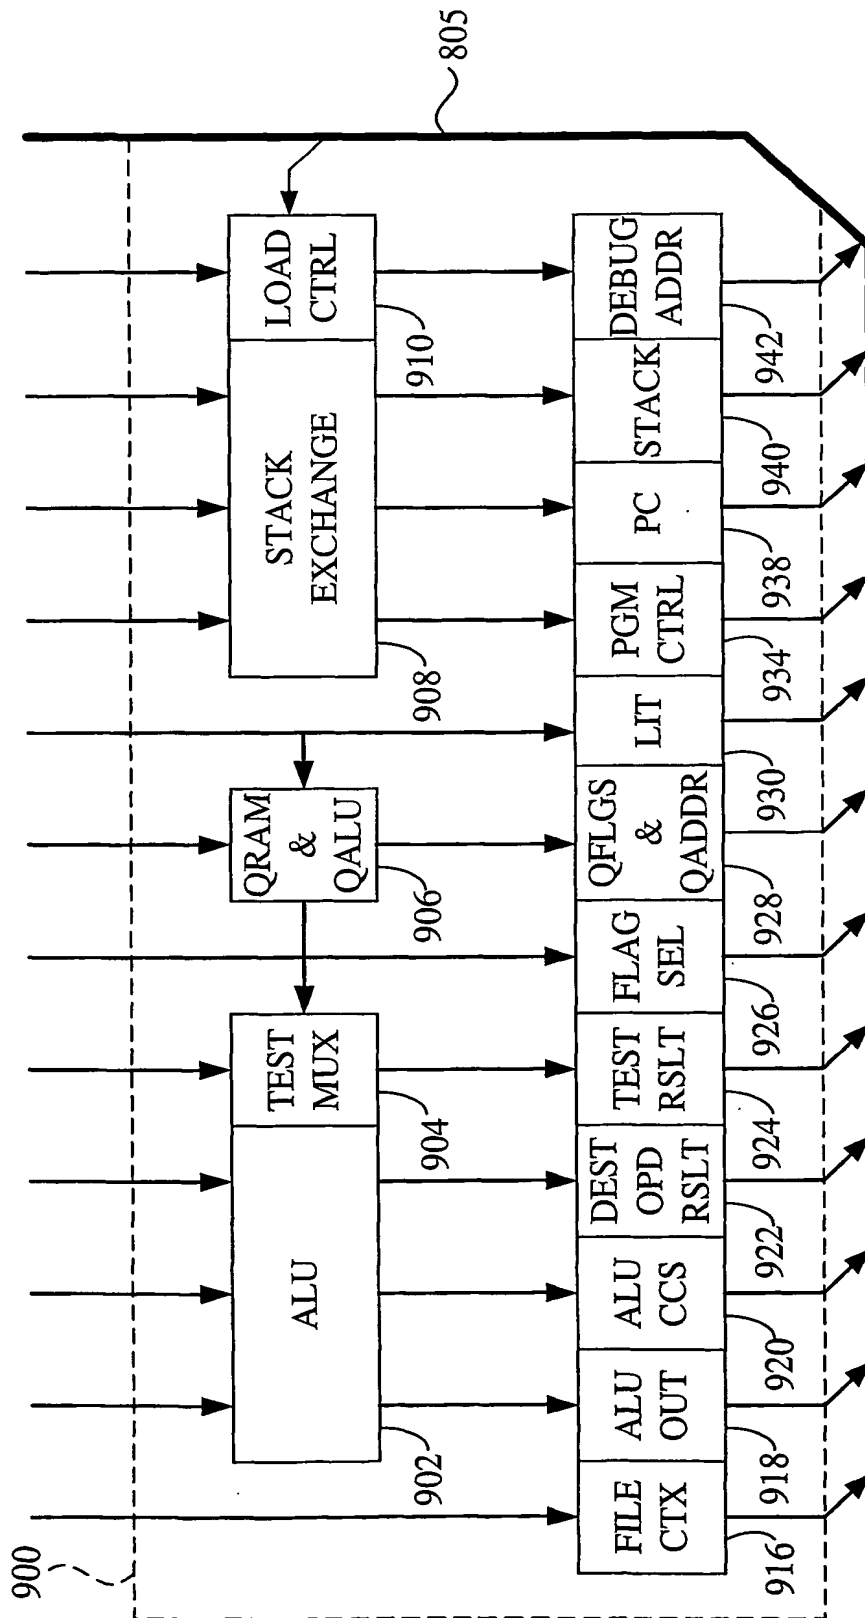 900
805
ALU
TEST
MUX
QRAM
&
QALU
STACK
EXCHANGE
LOAD
CTRL
902
904
906
908
910
FILE
CTX
ALU
OUT
ALU
CCS
DEST
OPD
RSLT
TEST
RSLT
FLAG
SEL
QFLGS
&
QADDR
LIT
PGM
CTRL
PC
STACK
DEBUG
ADDR
916
918
920
922
924
926
928
930
934
938
940
942